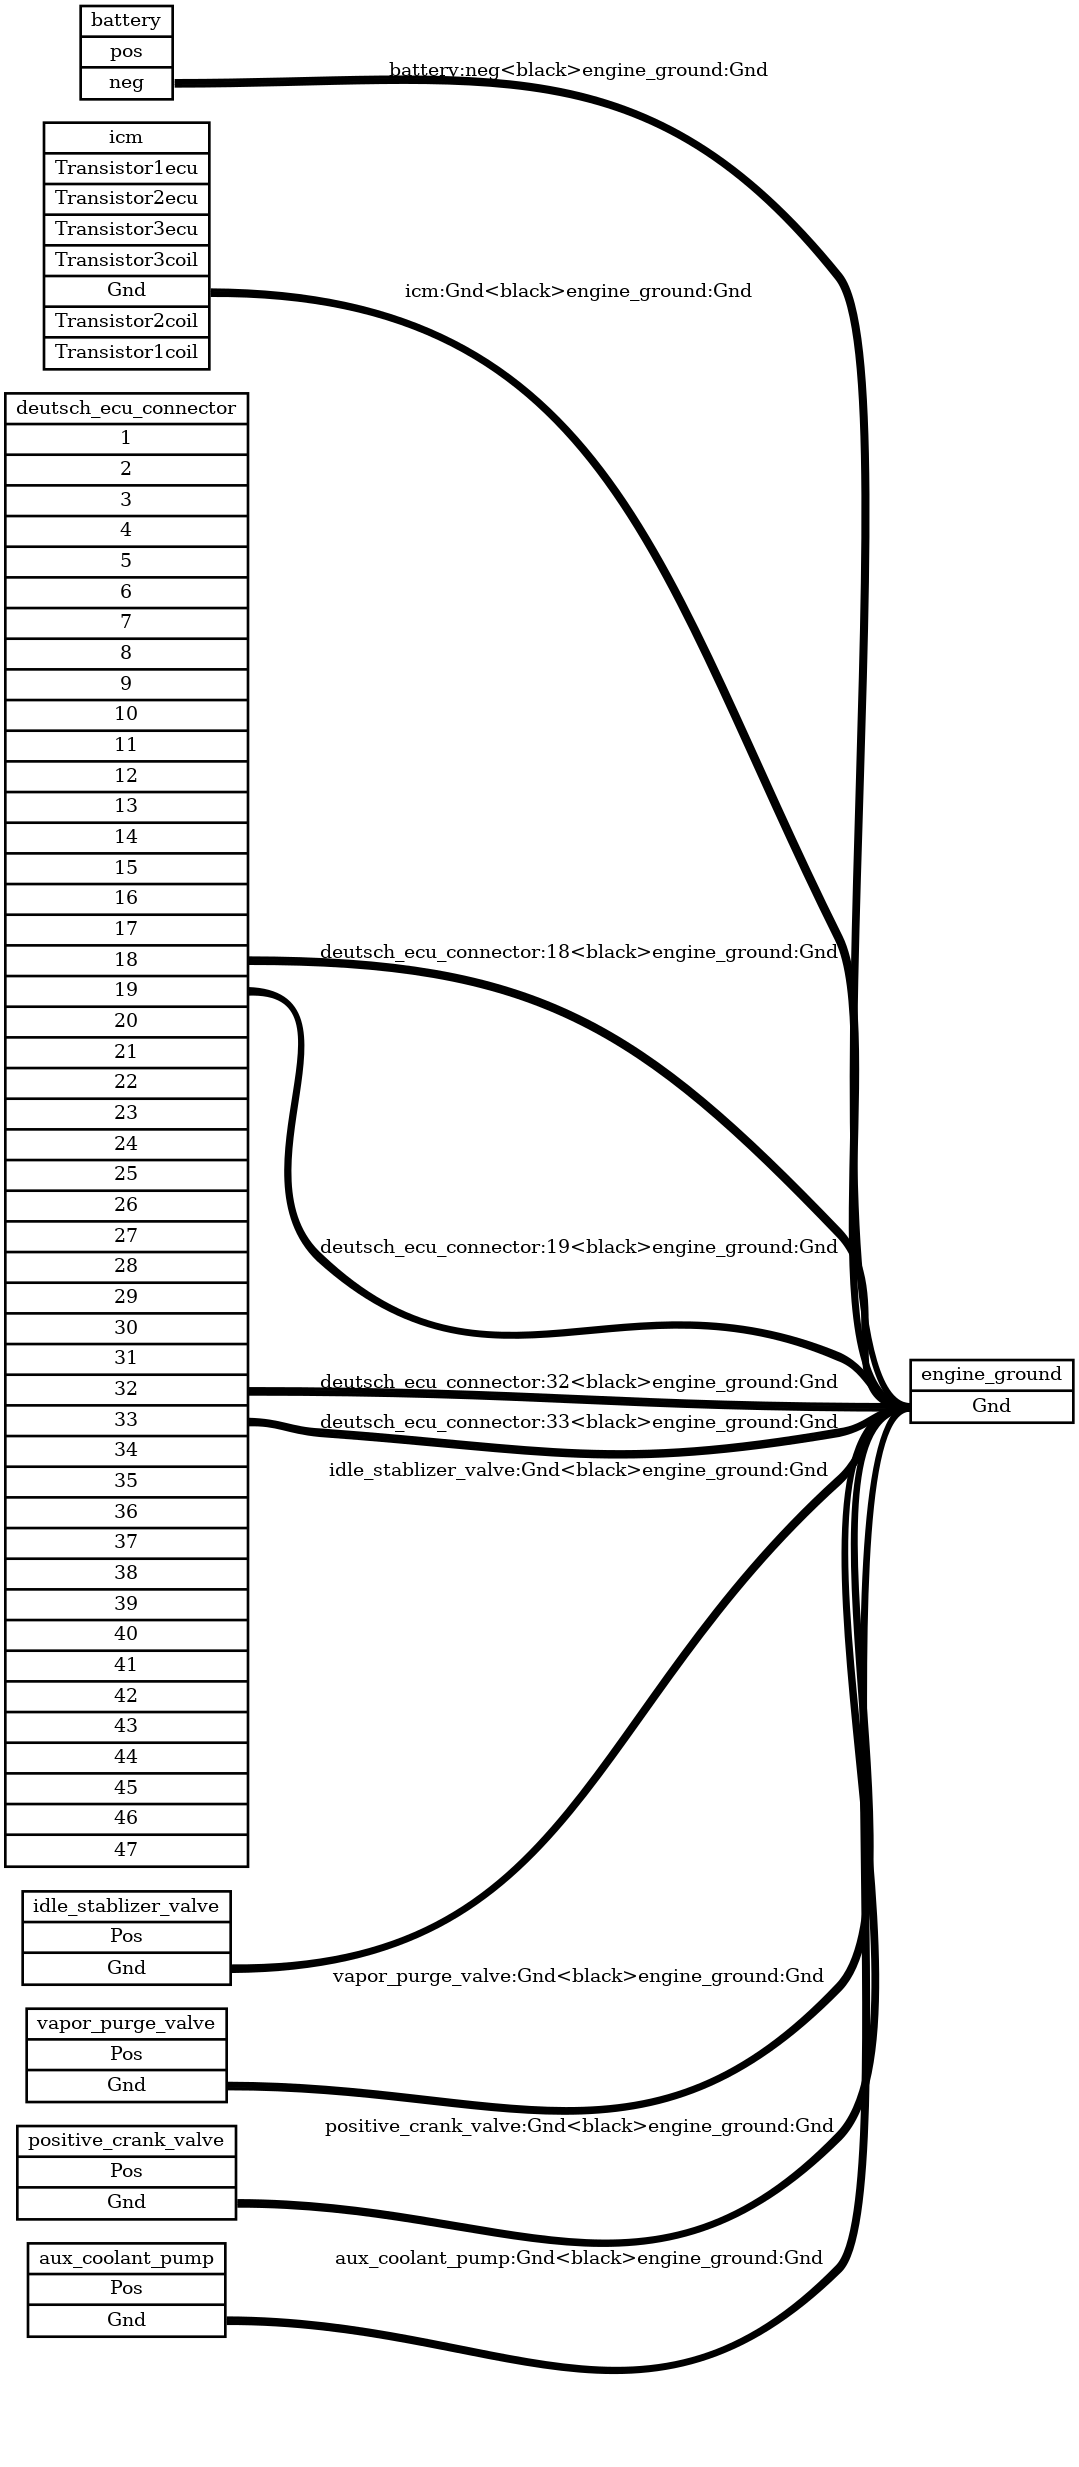 battery
pos
neg
battery:neg<black>engine_ground:Gnd
icm
Transistor1ecu
Transistor2ecu
Transistor3ecu
Transistor3coil
Gnd
Transistor2coil
Transistor1coil
icm:Gnd<black>engine_ground:Gnd
deutsch_ecu_connector
1
2
3
4
5
6
7
8
9
10
11
12
13
14
15
16
17
18
19
20
21
22
23
24
25
26
27
28
29
30
31
32
33
34
35
36
37
38
39
40
41
42
43
44
45
46
47
deutsch_ecu_connector:18<black>engine_ground:Gnd
deutsch_ecu_connector:19<black>engine_ground:Gnd
deutsch_ecu_connector:32<black>engine_ground:Gnd
deutsch_ecu_connector:33<black>engine_ground:Gnd
engine_ground
Gnd
idle_stablizer_valve:Gnd<black>engine_ground:Gnd
idle_stablizer_valve
Pos
Gnd
vapor_purge_valve:Gnd<black>engine_ground:Gnd
vapor_purge_valve
Pos
Gnd
positive_crank_valve:Gnd<black>engine_ground:Gnd
positive_crank_valve
Pos
Gnd
aux_coolant_pump:Gnd<black>engine_ground:Gnd
aux_coolant_pump
Pos
Gnd